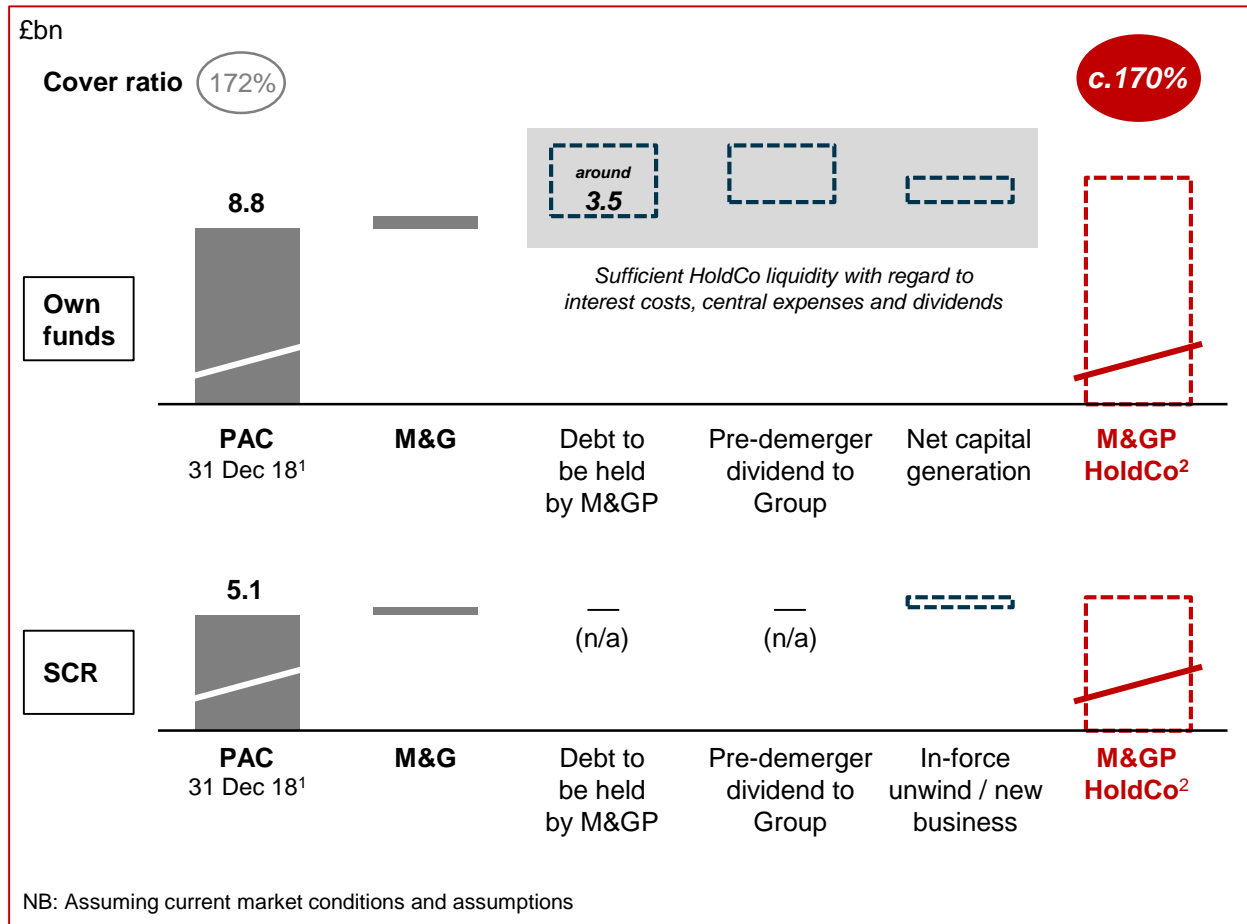 £bn
Cover ratio
172%
c.170%
around
3.5
8.8
Sufficient HoldCo liquidity with regard to
interest costs, central expenses and dividends
Own
funds
PAC
31 Dec 18¹
M&G
Debt to
be held
by M&GP
Pre-demerger
dividend to
Group
Net capital
generation
M&GP
HoldCo²
5.1
(n/a)
(n/a)
SCR
PAC
31 Dec 18¹
M&G
Debt to
be held
by M&GP
Pre-demerger
dividend to
Group
In-force
unwind / new
business
M&GP
HoldCo²
NB: Assuming current market conditions and assumptions